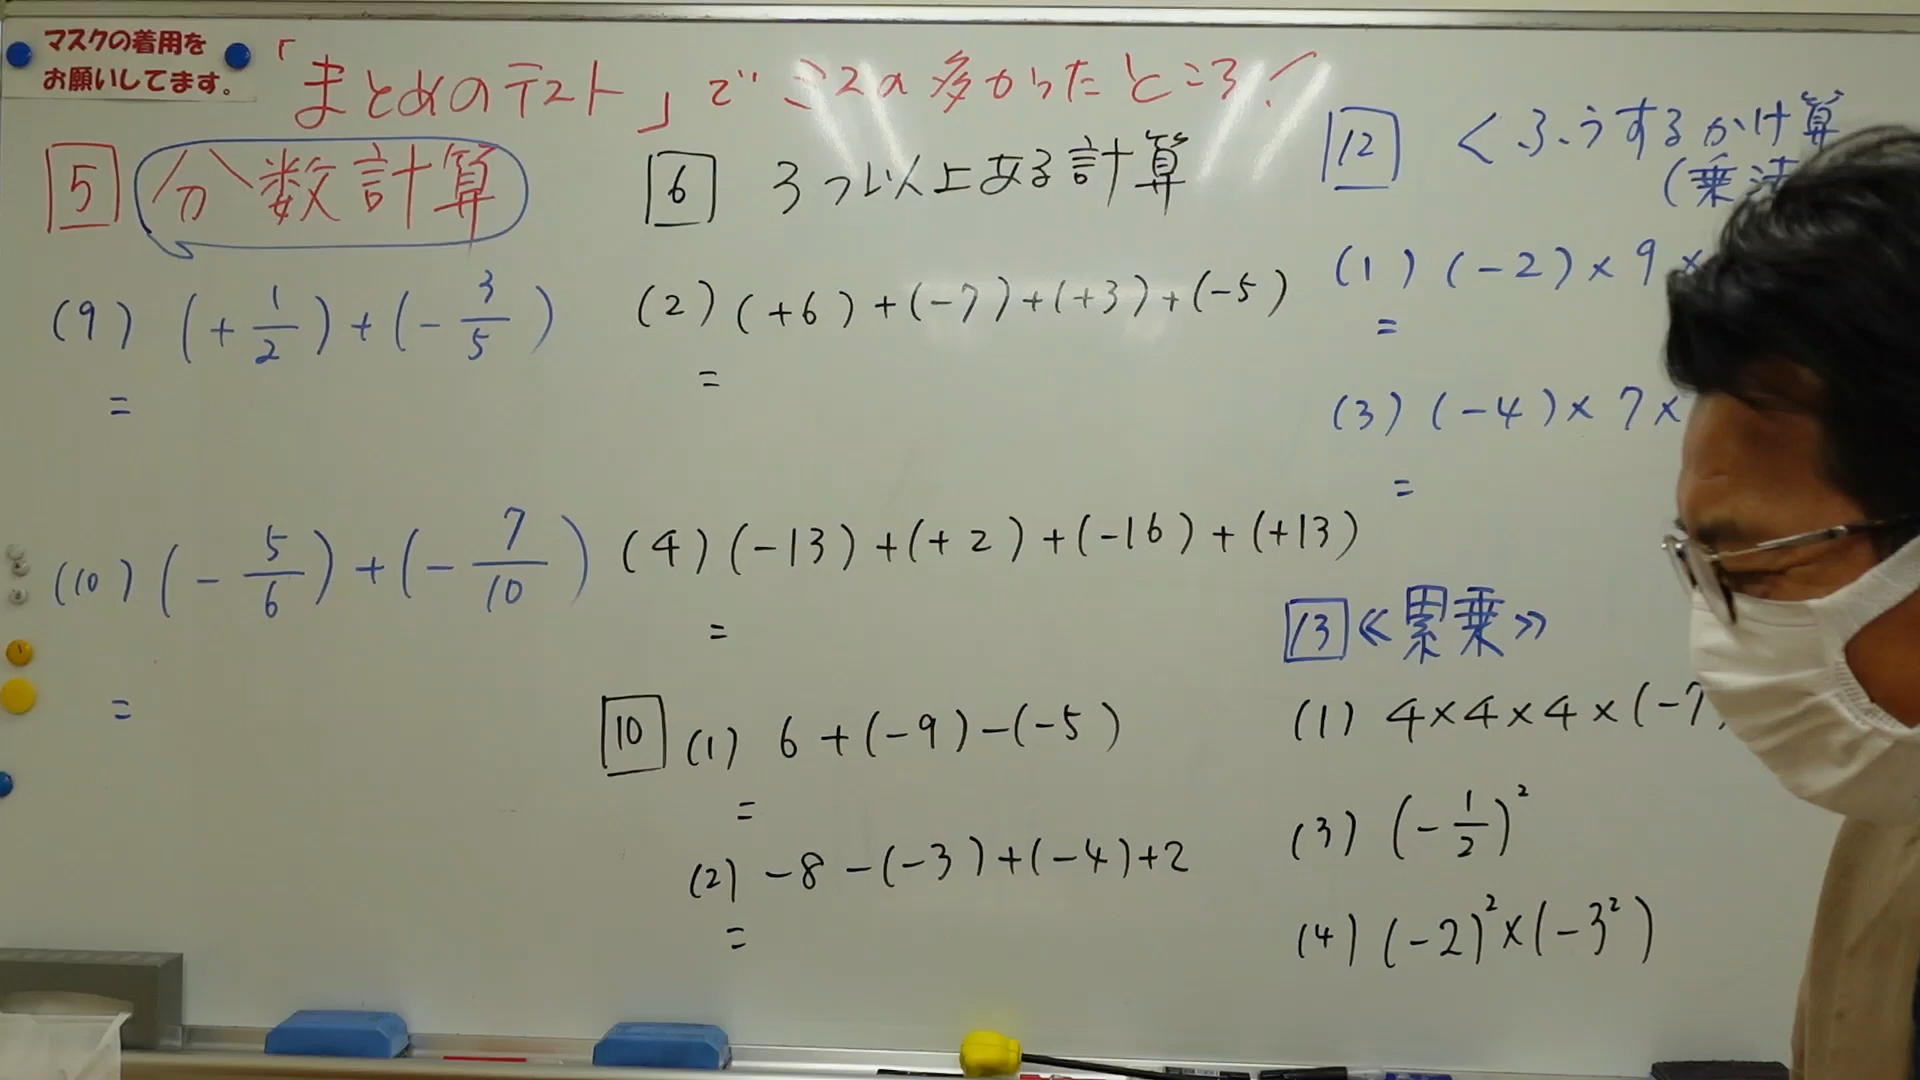 マスクの着用を
お願いしてます。
「まとめのテスト」でミスの多かったところ!
5 分数計算
(9) (+1/2)+(-3/5)
=
(10) (-5/6)+(-7/10)
=
6 3つ以上ある計算
(2) (+6)+(-7)+(+3)+(-5)
=
(4) (-13)+(+2)+(-16)+(+13)
=
10 (1) 6+(-9)-(-5)
=
(2) -8-(-3)+(-4)+2
=
12 くふうするかけ算
(乗法
(1) (-2)×9×
=
(3) (-4)×7×
=
13 《累乗》
(1) 4×4×4×(-7)
(3) (-1/2)²
(4) (-2)²×(-3²)